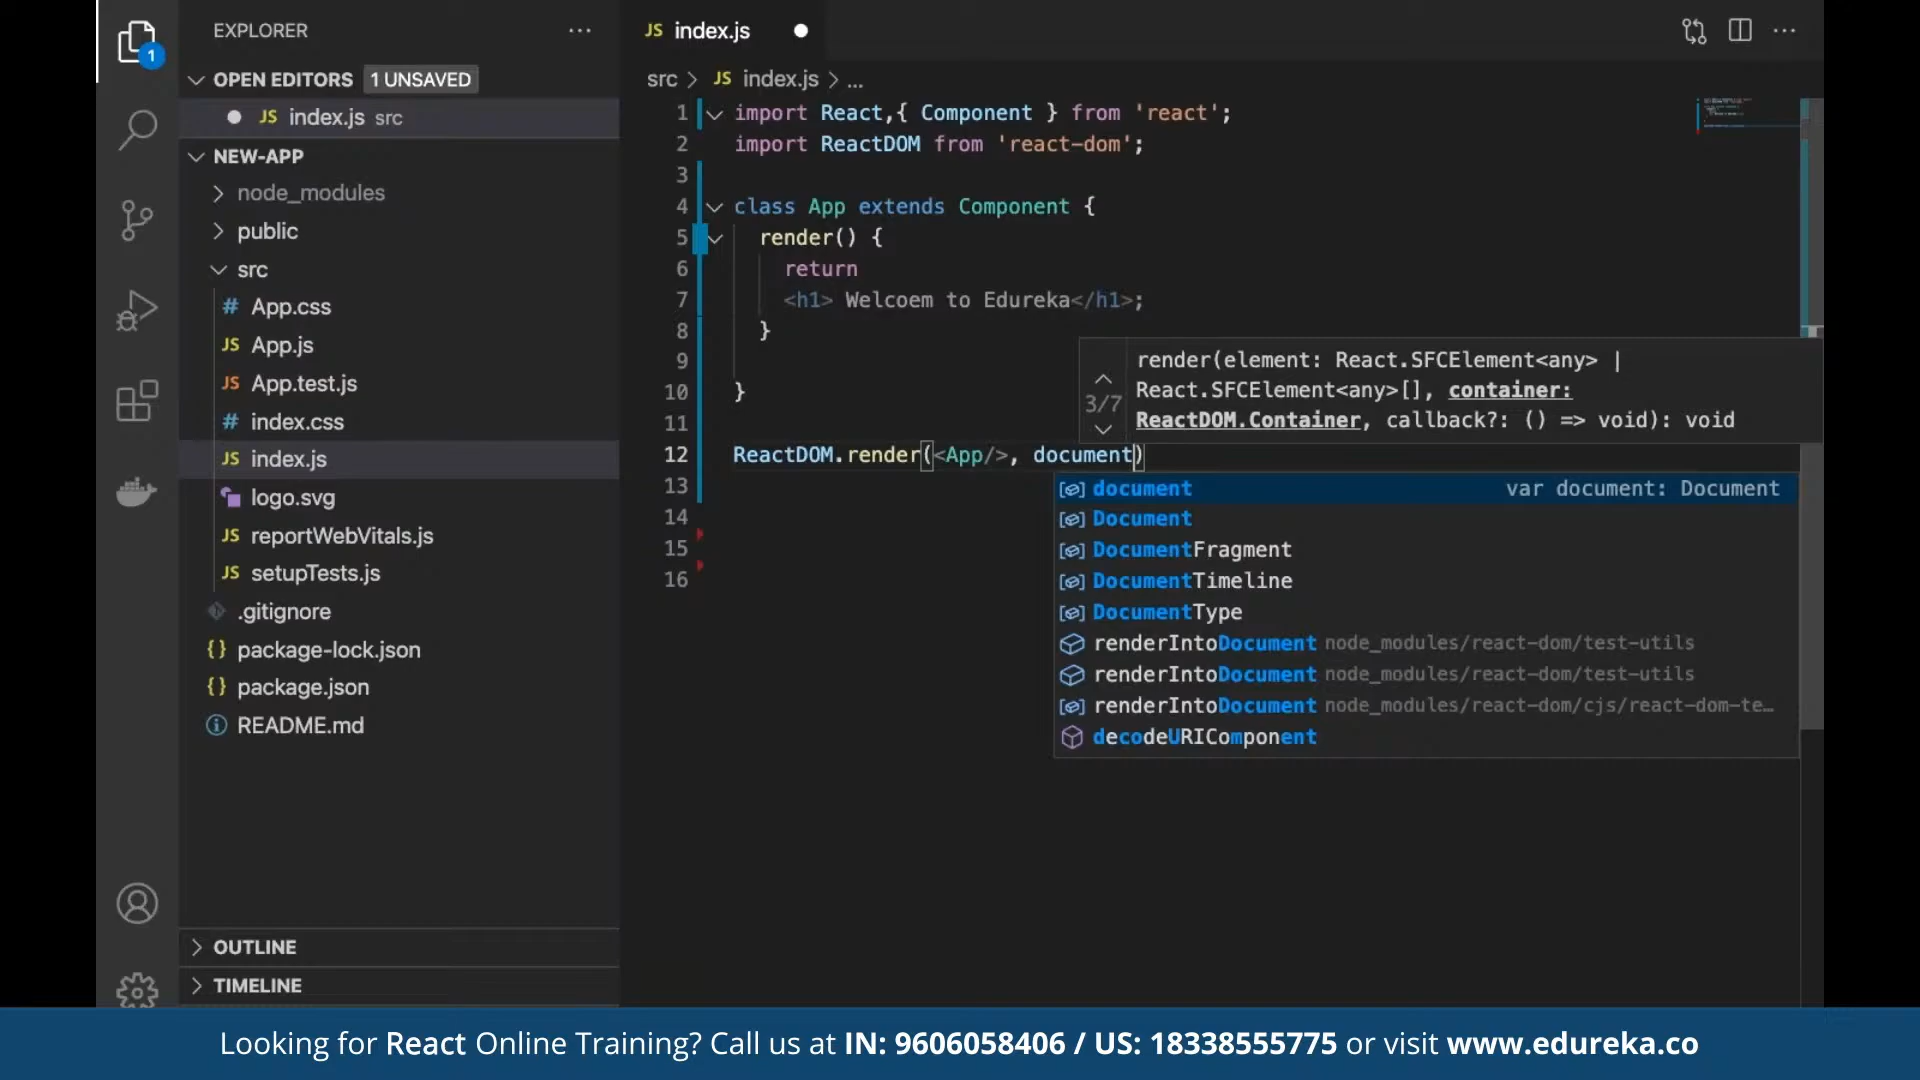 EXPLORER
1
OPEN EDITORS 1 UNSAVED
JS index.js src
NEW-APP
node_modules
public
src
# App.css
JS App.js
JS App.test.js
# index.css
JS index.js
logo.svg
JS reportWebVitals.js
JS setupTests.js
.gitignore
{} package-lock.json
{} package.json
README.md
OUTLINE
TIMELINE
JS index.js
src > JS index.js > ...
1 import React,{ Component } from 'react';
2 import ReactDOM from 'react-dom';
3
4 class App extends Component {
5 render() {
6 return
7 <h1> Welcoem to Edureka</h1>;
8 }
9
10 }
11
12 ReactDOM.render(<App/>, document)
13
14
15
16
render(element: React.SFCElement<any> |
3/7 React.SFCElement<any>[], container:
ReactDOM.Container, callback?: () => void): void
document var document: Document
Document
DocumentFragment
DocumentTimeline
DocumentType
renderIntoDocument node_modules/react-dom/test-utils
renderIntoDocument node_modules/react-dom/test-utils
renderIntoDocument node_modules/react-dom/cjs/react-dom-te…
decodeURIComponent
Looking for React Online Training? Call us at IN: 9606058406 / US: 18338555775 or visit www.edureka.co